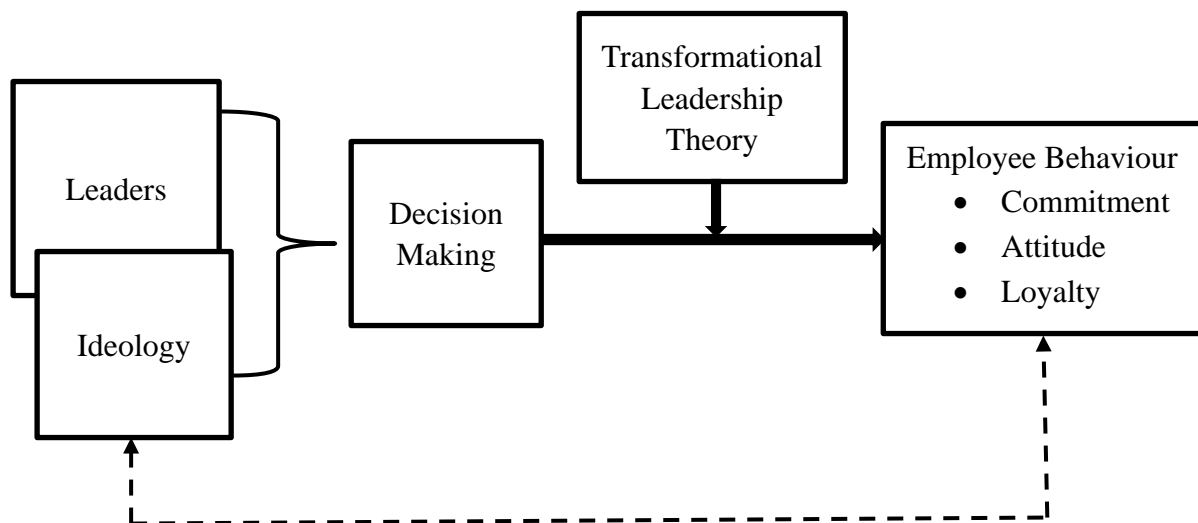 Leaders
Ideology
Decision
Making
Transformational
Leadership
Theory
Employee Behaviour
• Commitment
• Attitude
• Loyalty